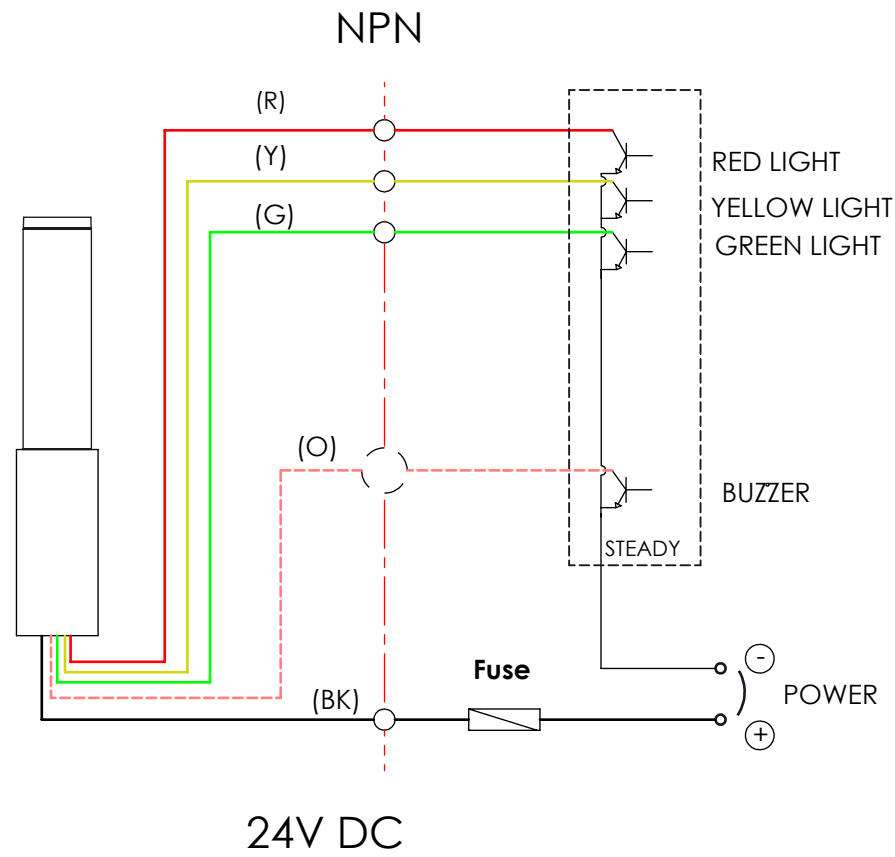 NPN
(R)
RED LIGHT
(Y)
YELLOW LIGHT
(G)
GREEN LIGHT
(O)
BUZZER
STEADY
Fuse
-
(BK)
POWER
+
24V DC